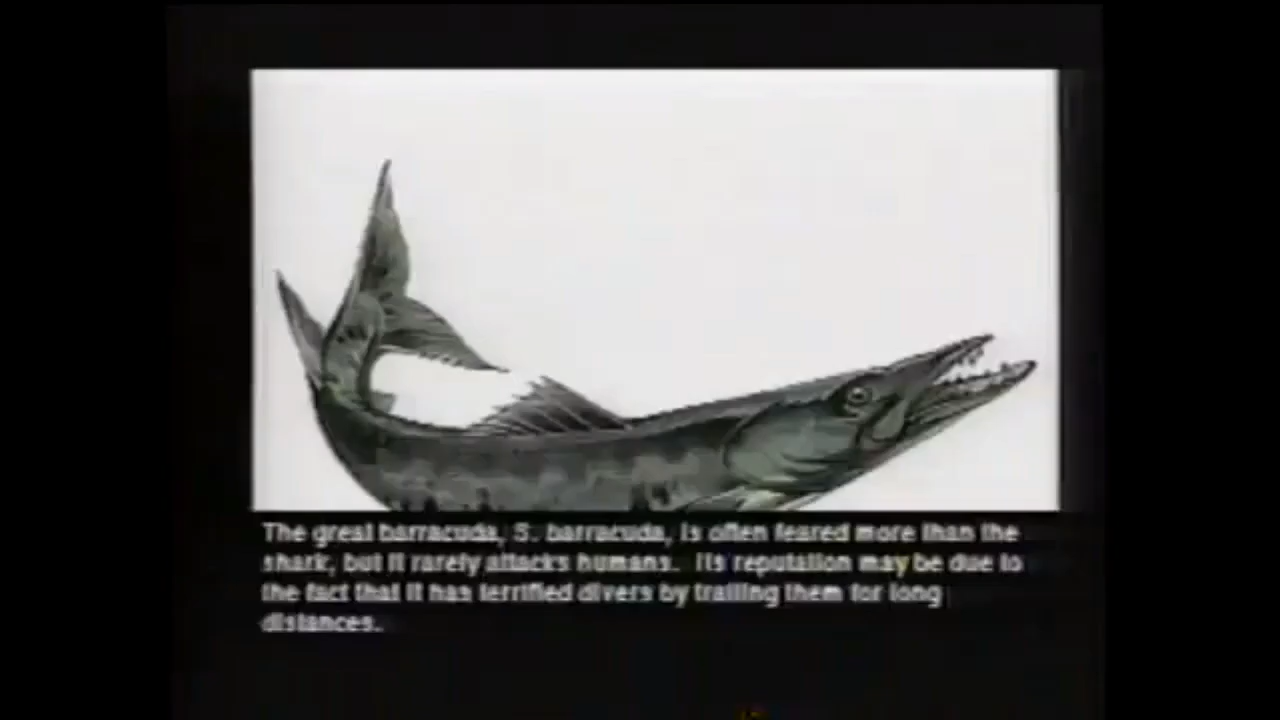 The great barracuda, S. barracuda, is often feared more than the
shark, but it rarely attacks humans. Its reputation may be due to
the fact that it has terrified divers by trailing them for long
distances.